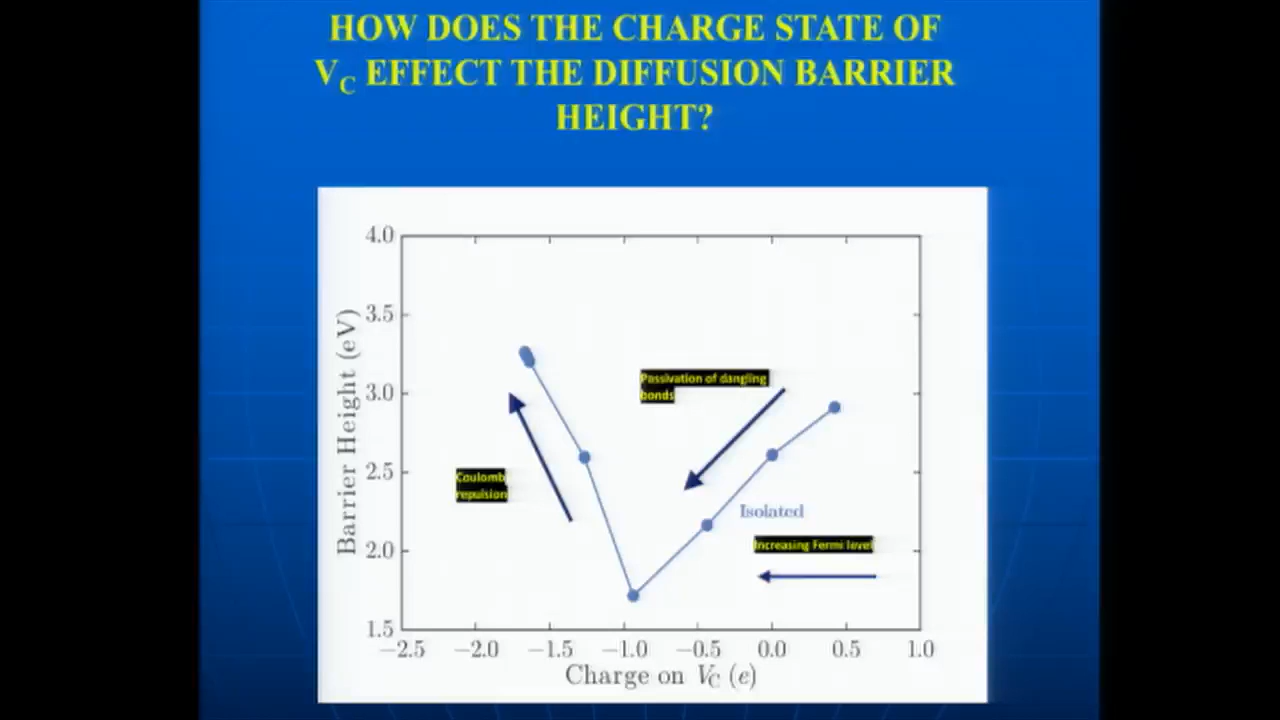 HOW DOES THE CHARGE STATE OF
VC EFFECT THE DIFFUSION BARRIER
HEIGHT?
4.0
3.5
3.0
2.5
2.0
1.5
Barrier Height (eV)
Passivation of dangling
bonds
Coulomb
repulsion
Isolated
Increasing Fermi level
−2.5 −2.0 −1.5 −1.0 −0.5 0.0 0.5 1.0
Charge on VC (e)